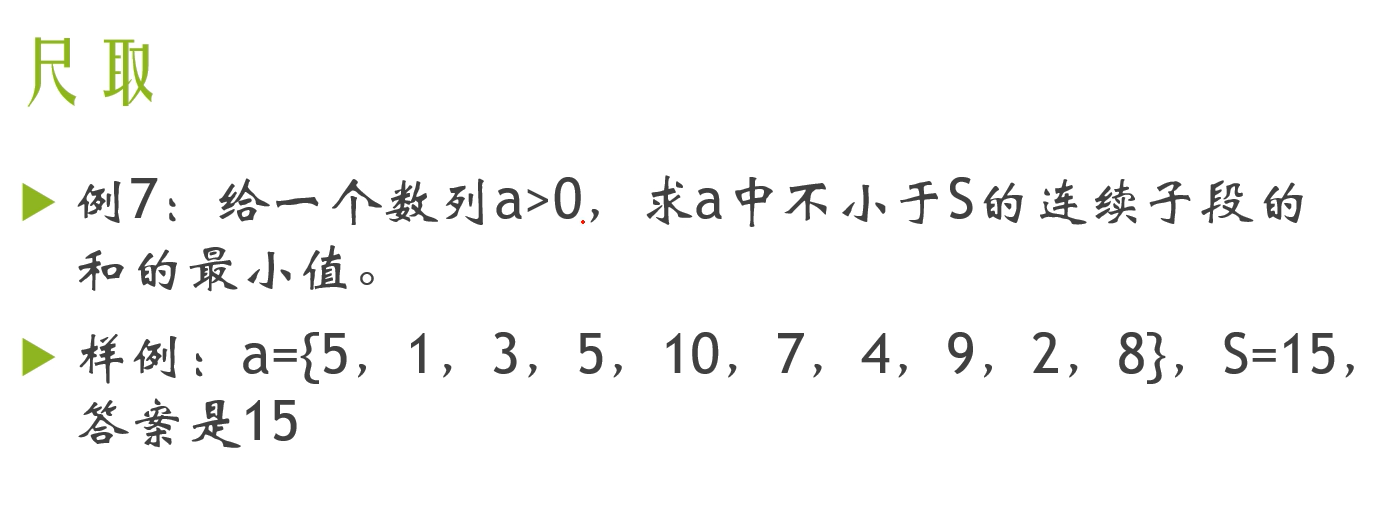 尺取
例7：给一个数列a>0，求a中不小于S的连续子段的
和的最小值。
样例：a={5，1，3，5，10，7，4，9，2，8}，S=15，
答案是15